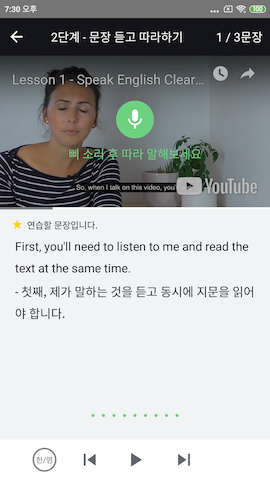 7:30 오후
100
2단계 - 문장 듣고 따라하기
1 / 3문장
Lesson 1 - Speak English Clear...
삐 소리 후 따라 말해보세요
So, when I talk on this video, you'
YouTube
연습할 문장입니다.
First, you'll need to listen to me and read the
text at the same time.
- 첫째, 제가 말하는 것을 듣고 동시에 지문을 읽어
야 합니다.
한/영